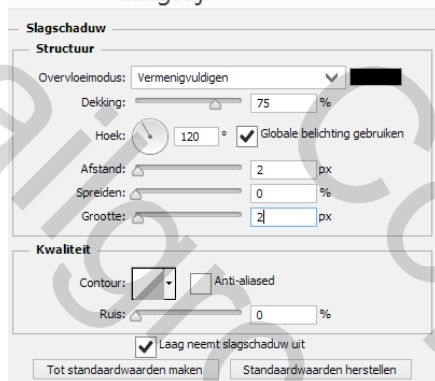 Slagschaduw
Structuur
Overvloeimodus: Vermenigvuldigen
Dekking: 75 %
Hoek: 120 ° Globale belichting gebruiken
Afstand: 2 px
Spreiden: 0 %
Grootte: 2 px
Kwaliteit
Contour: Anti-aliased
Ruis: 0 %
Laag neemt slagschaduw uit
Tot standaardwaarden maken Standaardwaarden herstellen